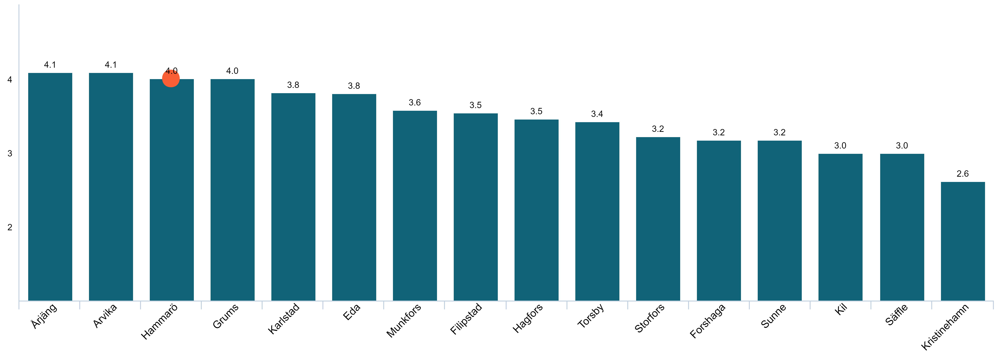 4.1
4.1
4.0
4.0
3.8
3.8
3.6
3.5
3.5
3.4
3.2
3.2
3.2
3.0
3.0
2.6
4
3
2
Årjäng
Arvika
Hammarö
Grums
Karlstad
Eda
Munkfors
Filipstad
Hagfors
Torsby
Storfors
Forshaga
Sunne
Kil
Säffle
Kristinehamn